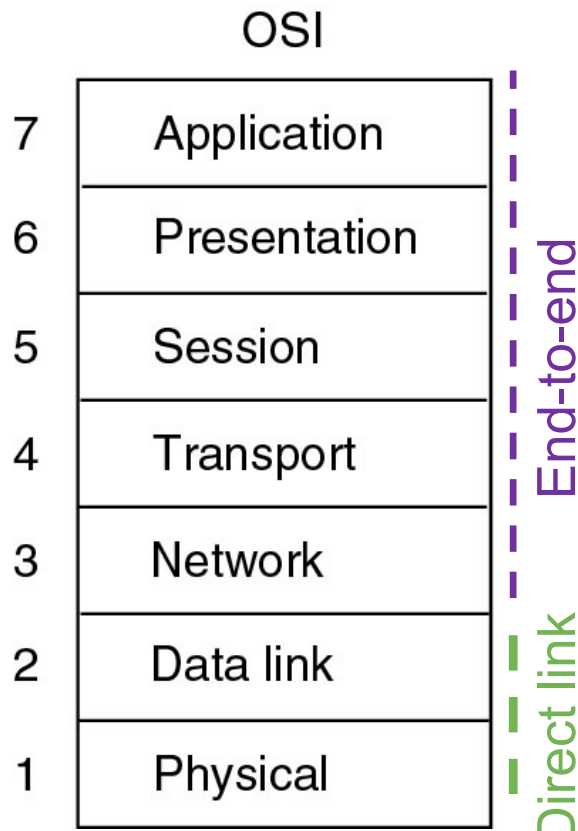 OSI
7 Application
6 Presentation
5 Session
4 Transport
3 Network
2 Data link
1 Physical
End-to-end
Direct link